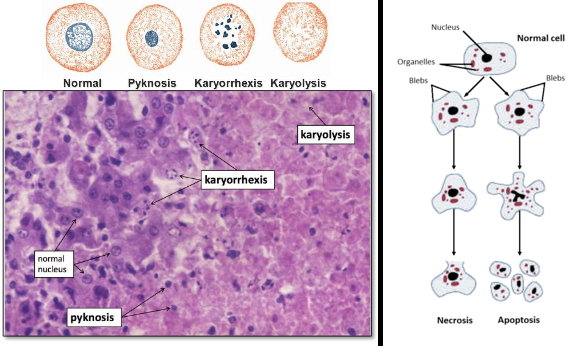 Normal Pyknosis Karyorrhexis Karyolysis
karyolysis
karyorrhexis
normal
nucleus
pyknosis
Nucleus
Normal cell
Organelles
Blebs
Blebs
Necrosis Apoptosis